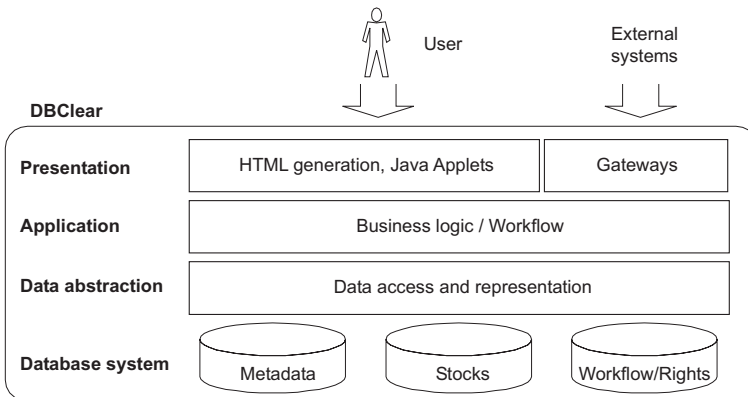 User
External
systems
DBClear
Presentation
HTML generation, Java Applets
Gateways
Application
Business logic / Workflow
Data abstraction
Data access and representation
Database system
Metadata
Stocks
Workflow/Rights